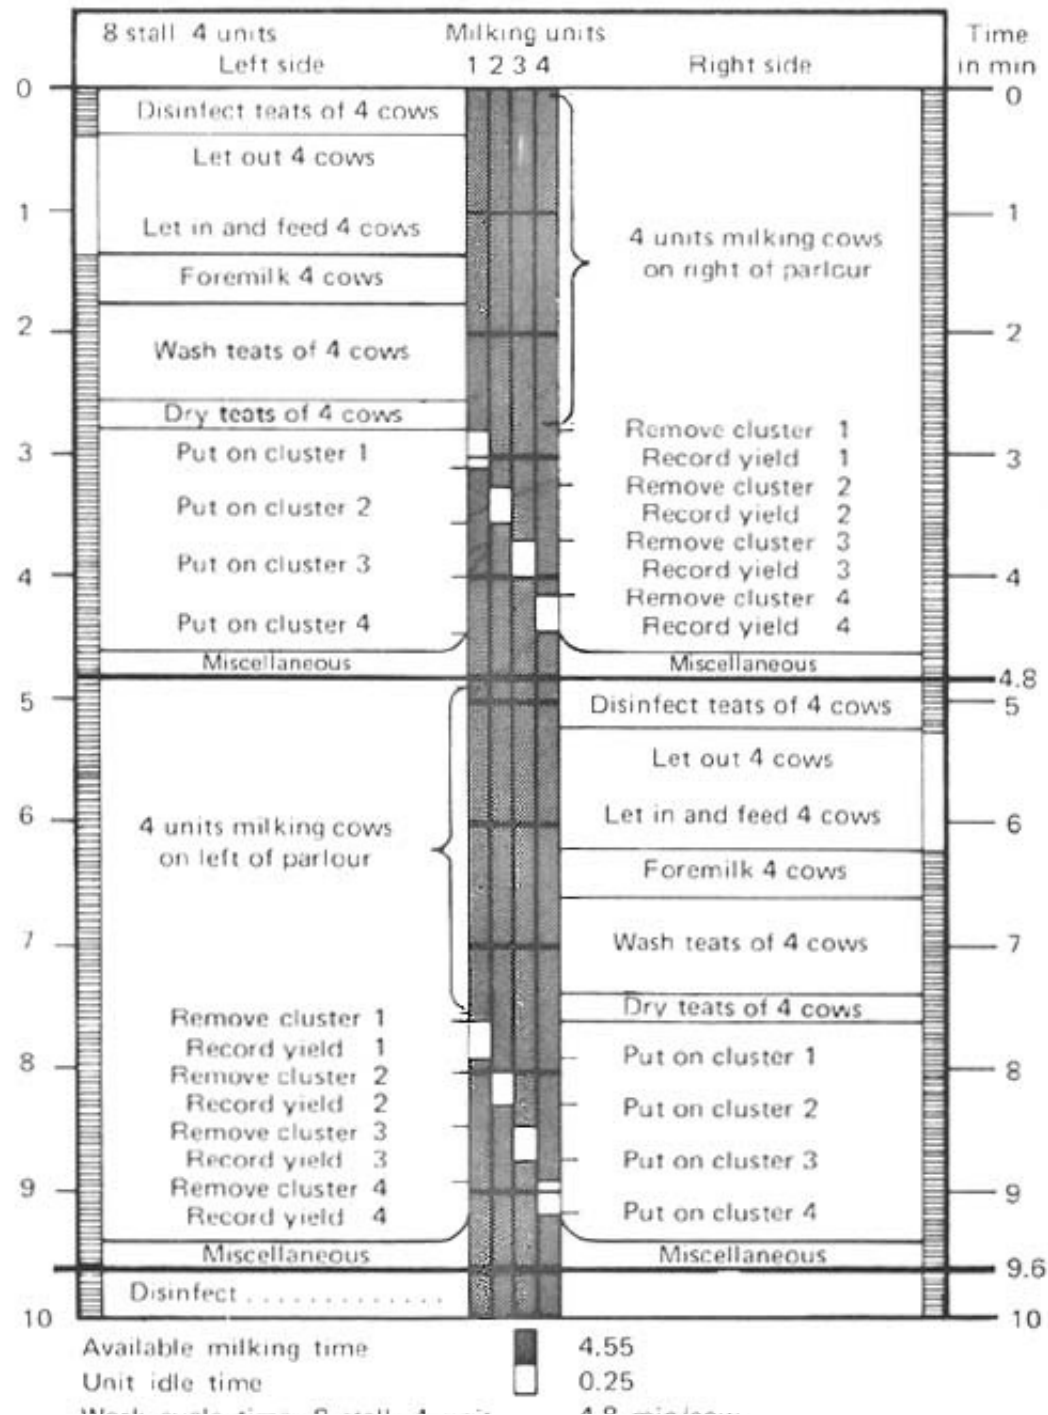 8 stall 4 units
Milking units
Time
Left side
1 2 3 4
Right side
in min
0
0
Disinfect teats of 4 cows
Let out 4 cows
1
1
Let in and feed 4 cows
4 units milking cows
on right of parlour
Foremilk 4 cows
2
2
Wash teats of 4 cows
Dry teats of 4 cows
Remove cluster 1
3
Put on cluster 1
Record yield 1
3
Remove cluster 2
Put on cluster 2
Record yield 2
Remove cluster 3
Put on cluster 3
Record yield 3
4
4
Remove cluster 4
Put on cluster 4
Record yield 4
Miscellaneous
Miscellaneous
4.8
5
Disinfect teats of 4 cows
5
Let out 4 cows
6
4 units milking cows
on left of parlour
Let in and feed 4 cows
6
Foremilk 4 cows
7
Wash teats of 4 cows
7
Dry teats of 4 cows
Remove cluster 1
Record yield 1
Put on cluster 1
8
Remove cluster 2
8
Record yield 2
Put on cluster 2
Remove cluster 3
Record yield 3
Put on cluster 3
9
Remove cluster 4
9
Record yield 4
Put on cluster 4
Miscellaneous
Miscellaneous
9.6
Disinfect . . . . . . . . . . . . .
10
10
Available milking time 4.55
Unit idle time 0.25